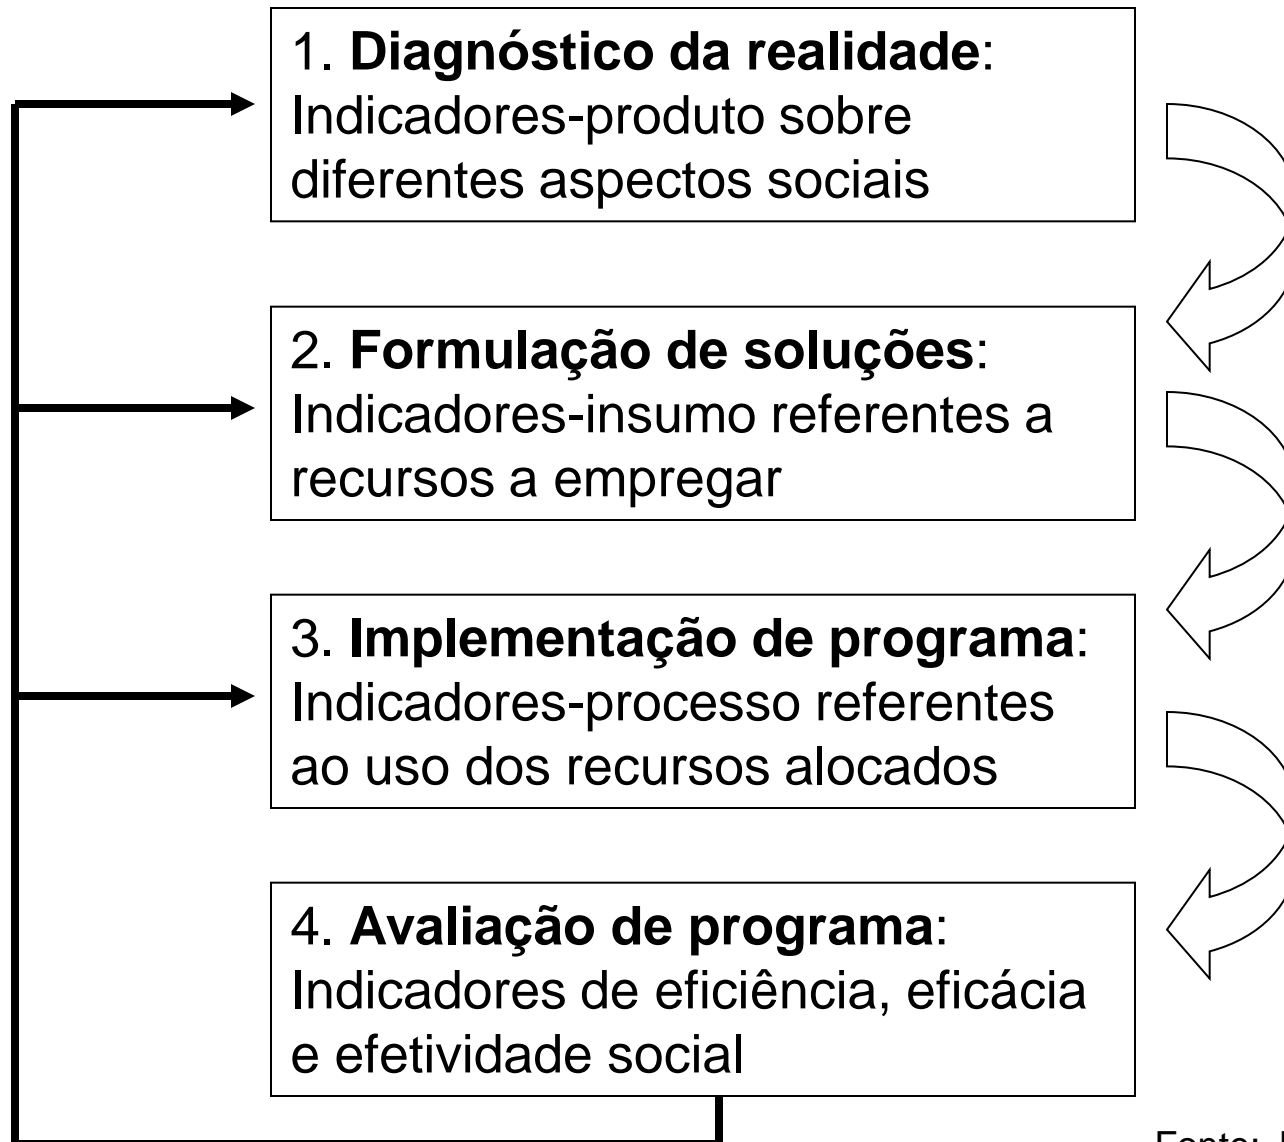 1. Diagnóstico da realidade:
Indicadores-produto sobre
diferentes aspectos sociais
2. Formulação de soluções:
Indicadores-insumo referentes a
recursos a empregar
3. Implementação de programa:
Indicadores-processo referentes
ao uso dos recursos alocados
4. Avaliação de programa:
Indicadores de eficiência, eficácia
e efetividade social
Fonte: